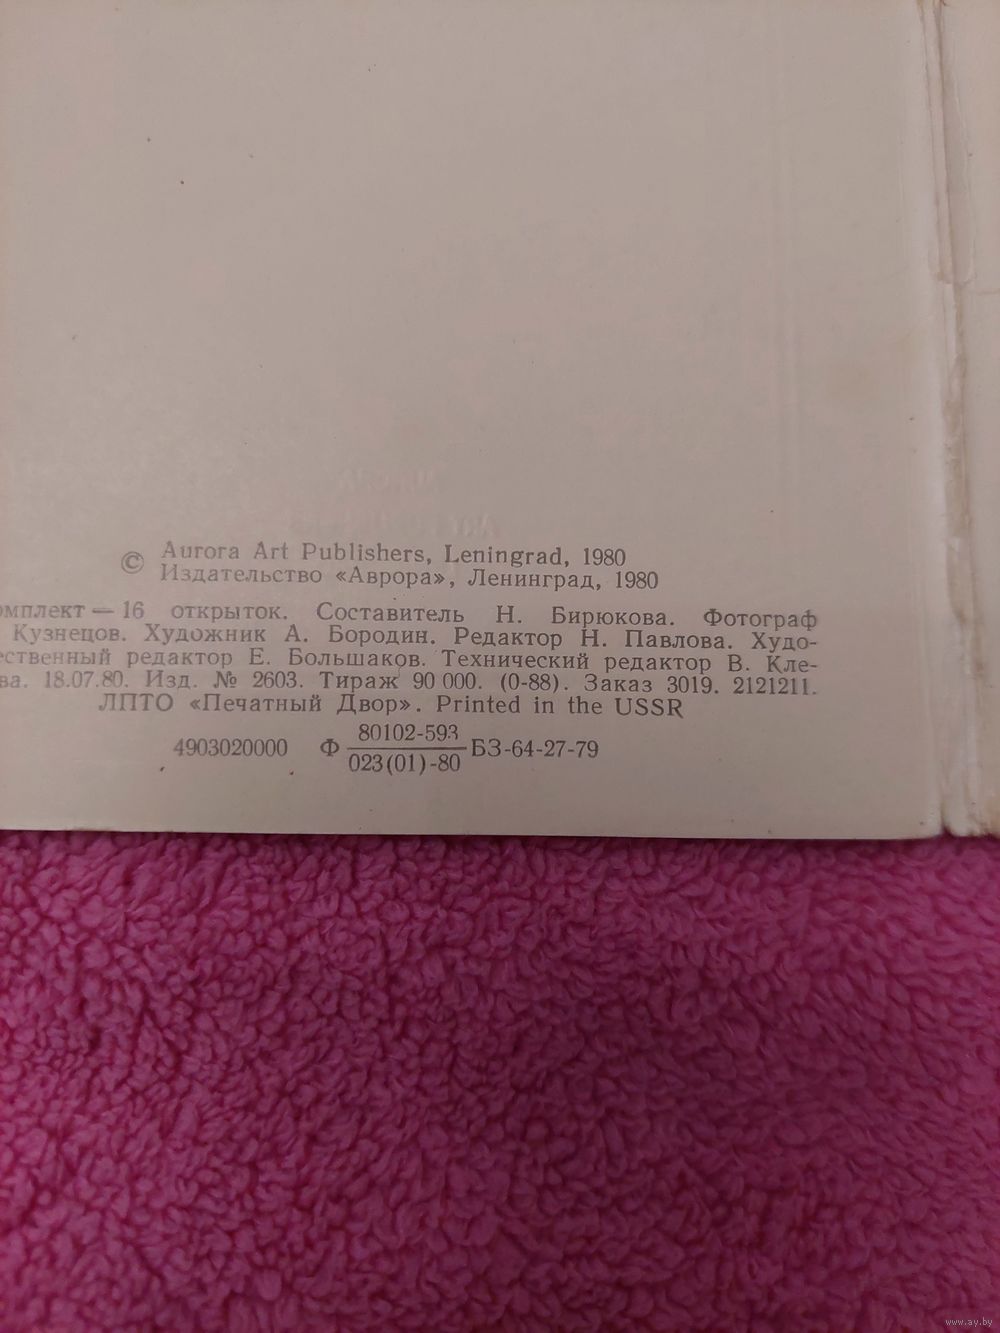 © Aurora Art Publishers, Leningrad, 1980
Издательство «Аврора», Ленинград, 1980
омплект — 16 открыток. Составитель Н. Бирюкова. Фотограф
Кузнецов. Художник А. Бородин. Редактор Н. Павлова. Худо-
ественный редактор Е. Большаков. Технический редактор В. Кле-
ва. 18.07.80. Изд. № 2603. Тираж 90 000. (0-88). Заказ 3019. 2121211.
ЛПТО «Печатный Двор». Printed in the USSR
4903020000 Ф 80102-593 БЗ-64-27-79
023(01)-80
www.ay.by